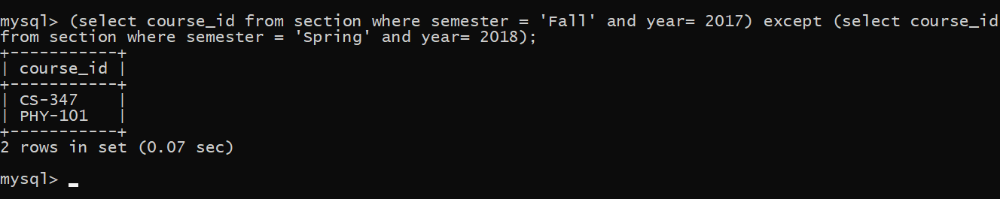 mysql> (select course_id from section where semester = 'Fall' and year= 2017) except (select course_id
from section where semester = 'Spring' and year= 2018);
+-----------+
| course_id |
+-----------+
| CS-347    |
| PHY-101   |
+-----------+
2 rows in set (0.07 sec)

mysql>